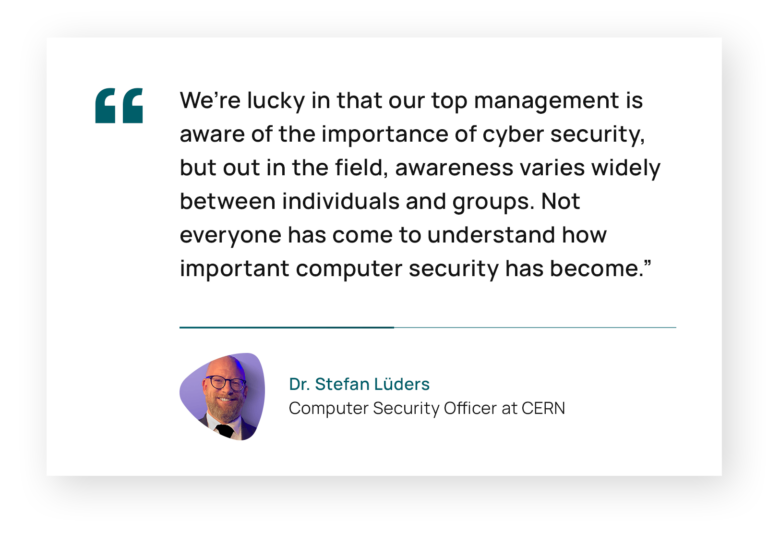 “
We’re lucky in that our top management is
aware of the importance of cyber security,
but out in the field, awareness varies widely
between individuals and groups. Not
everyone has come to understand how
important computer security has become.”
Dr. Stefan Lüders
Computer Security Officer at CERN